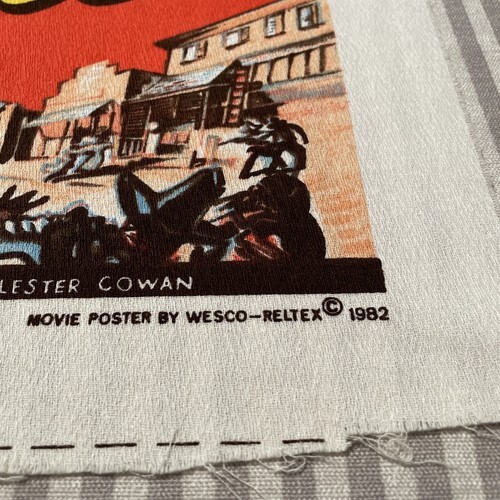 LESTER COWAN
MOVIE POSTER BY WESCO-RELTEX© 1982